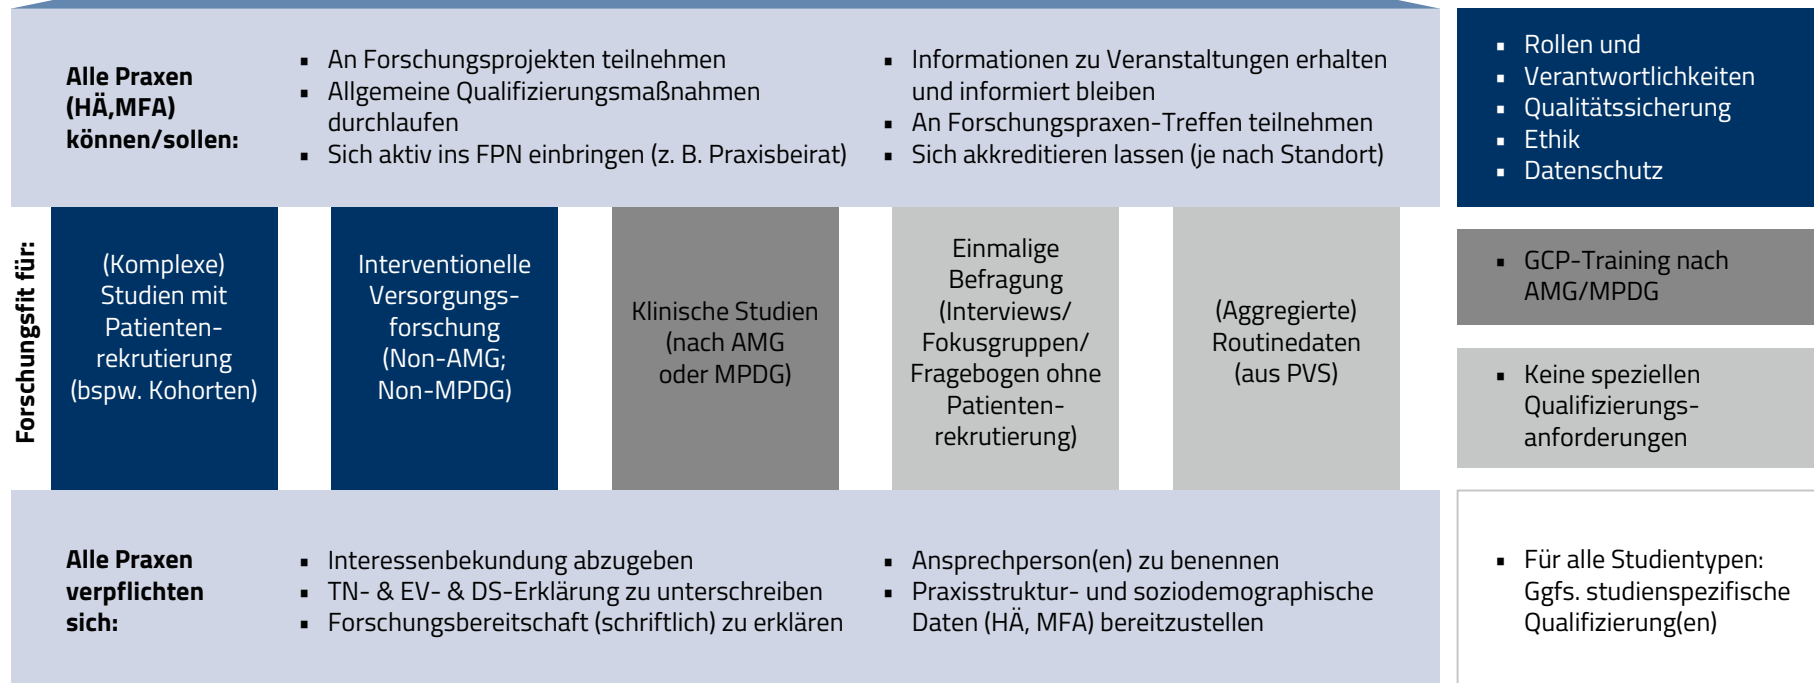 Alle Praxen
(HÄ,MFA)
können/sollen:
▪ An Forschungsprojekten teilnehmen
▪ Allgemeine Qualifizierungsmaßnahmen
durchlaufen
▪ Sich aktiv ins FPN einbringen (z. B. Praxisbeirat)
▪ Informationen zu Veranstaltungen erhalten
und informiert bleiben
▪ An Forschungspraxen-Treffen teilnehmen
▪ Sich akkreditieren lassen (je nach Standort)
▪ Rollen und
▪ Verantwortlichkeiten
▪ Qualitätssicherung
▪ Ethik
▪ Datenschutz
Forschungsfit für:
(Komplexe)
Studien mit
Patienten-
rekrutierung
(bspw. Kohorten)
Interventionelle
Versorgungs-
forschung
(Non-AMG;
Non-MPDG)
Klinische Studien
(nach AMG
oder MPDG)
Einmalige
Befragung
(Interviews/
Fokusgruppen/
Fragebogen ohne
Patienten-
rekrutierung)
(Aggregierte)
Routinedaten
(aus PVS)
▪ GCP-Training nach
AMG/MPDG
▪ Keine speziellen
Qualifizierungs-
anforderungen
Alle Praxen
verpflichten
sich:
▪ Interessenbekundung abzugeben
▪ TN- & EV- & DS-Erklärung zu unterschreiben
▪ Forschungsbereitschaft (schriftlich) zu erklären
▪ Ansprechperson(en) zu benennen
▪ Praxisstruktur- und soziodemographische
Daten (HÄ, MFA) bereitzustellen
▪ Für alle Studientypen:
Ggfs. studienspezifische
Qualifizierung(en)